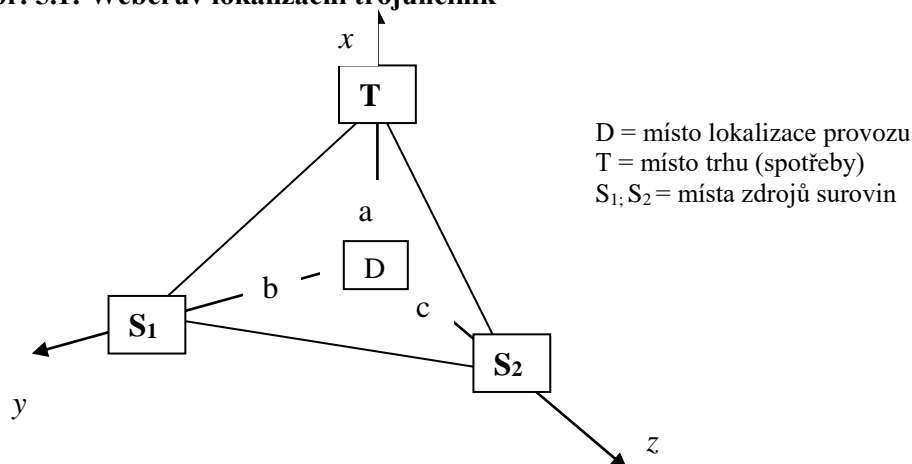 Weberův lokalizační trojúhelník
x
T
D = místo lokalizace provozu
T = místo trhu (spotřeby)
S1; S2 = místa zdrojů surovin
a
D
b
c
S1
S2
y
z